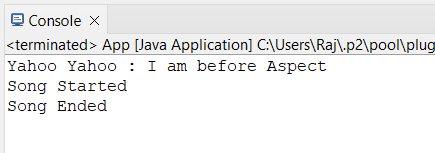 Console
<terminated> App [Java Application] C:\Users\Raj\.p2\pool\plug
Yahoo Yahoo : I am before Aspect
Song Started
Song Ended